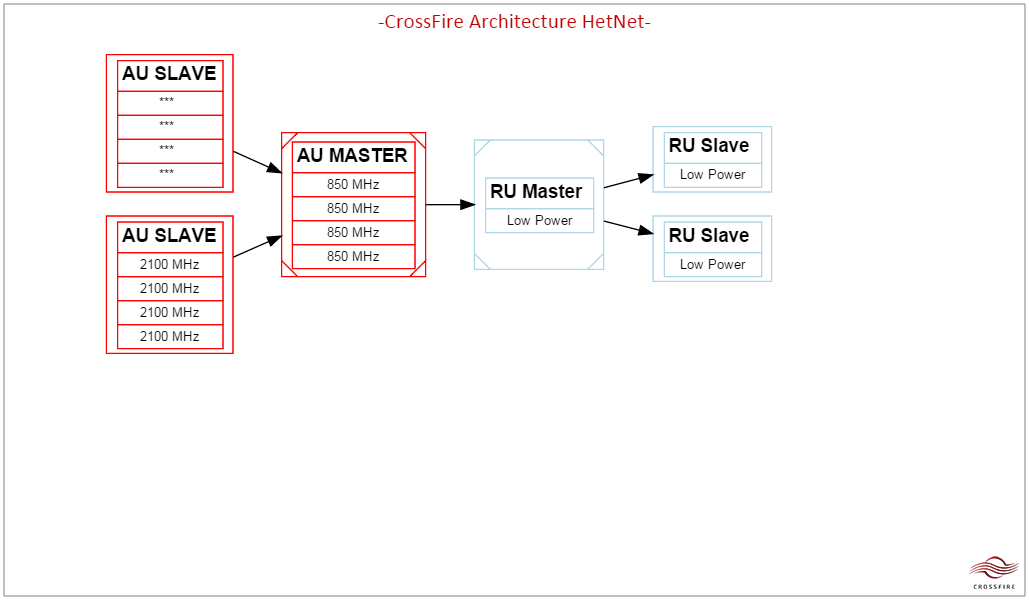 -CrossFire Architecture HetNet-
AU SLAVE
***
***
***
***
AU SLAVE
2100 MHz
2100 MHz
2100 MHz
2100 MHz
AU MASTER
850 MHz
850 MHz
850 MHz
850 MHz
RU Master
Low Power
RU Slave
Low Power
RU Slave
Low Power
CROSSFIRE